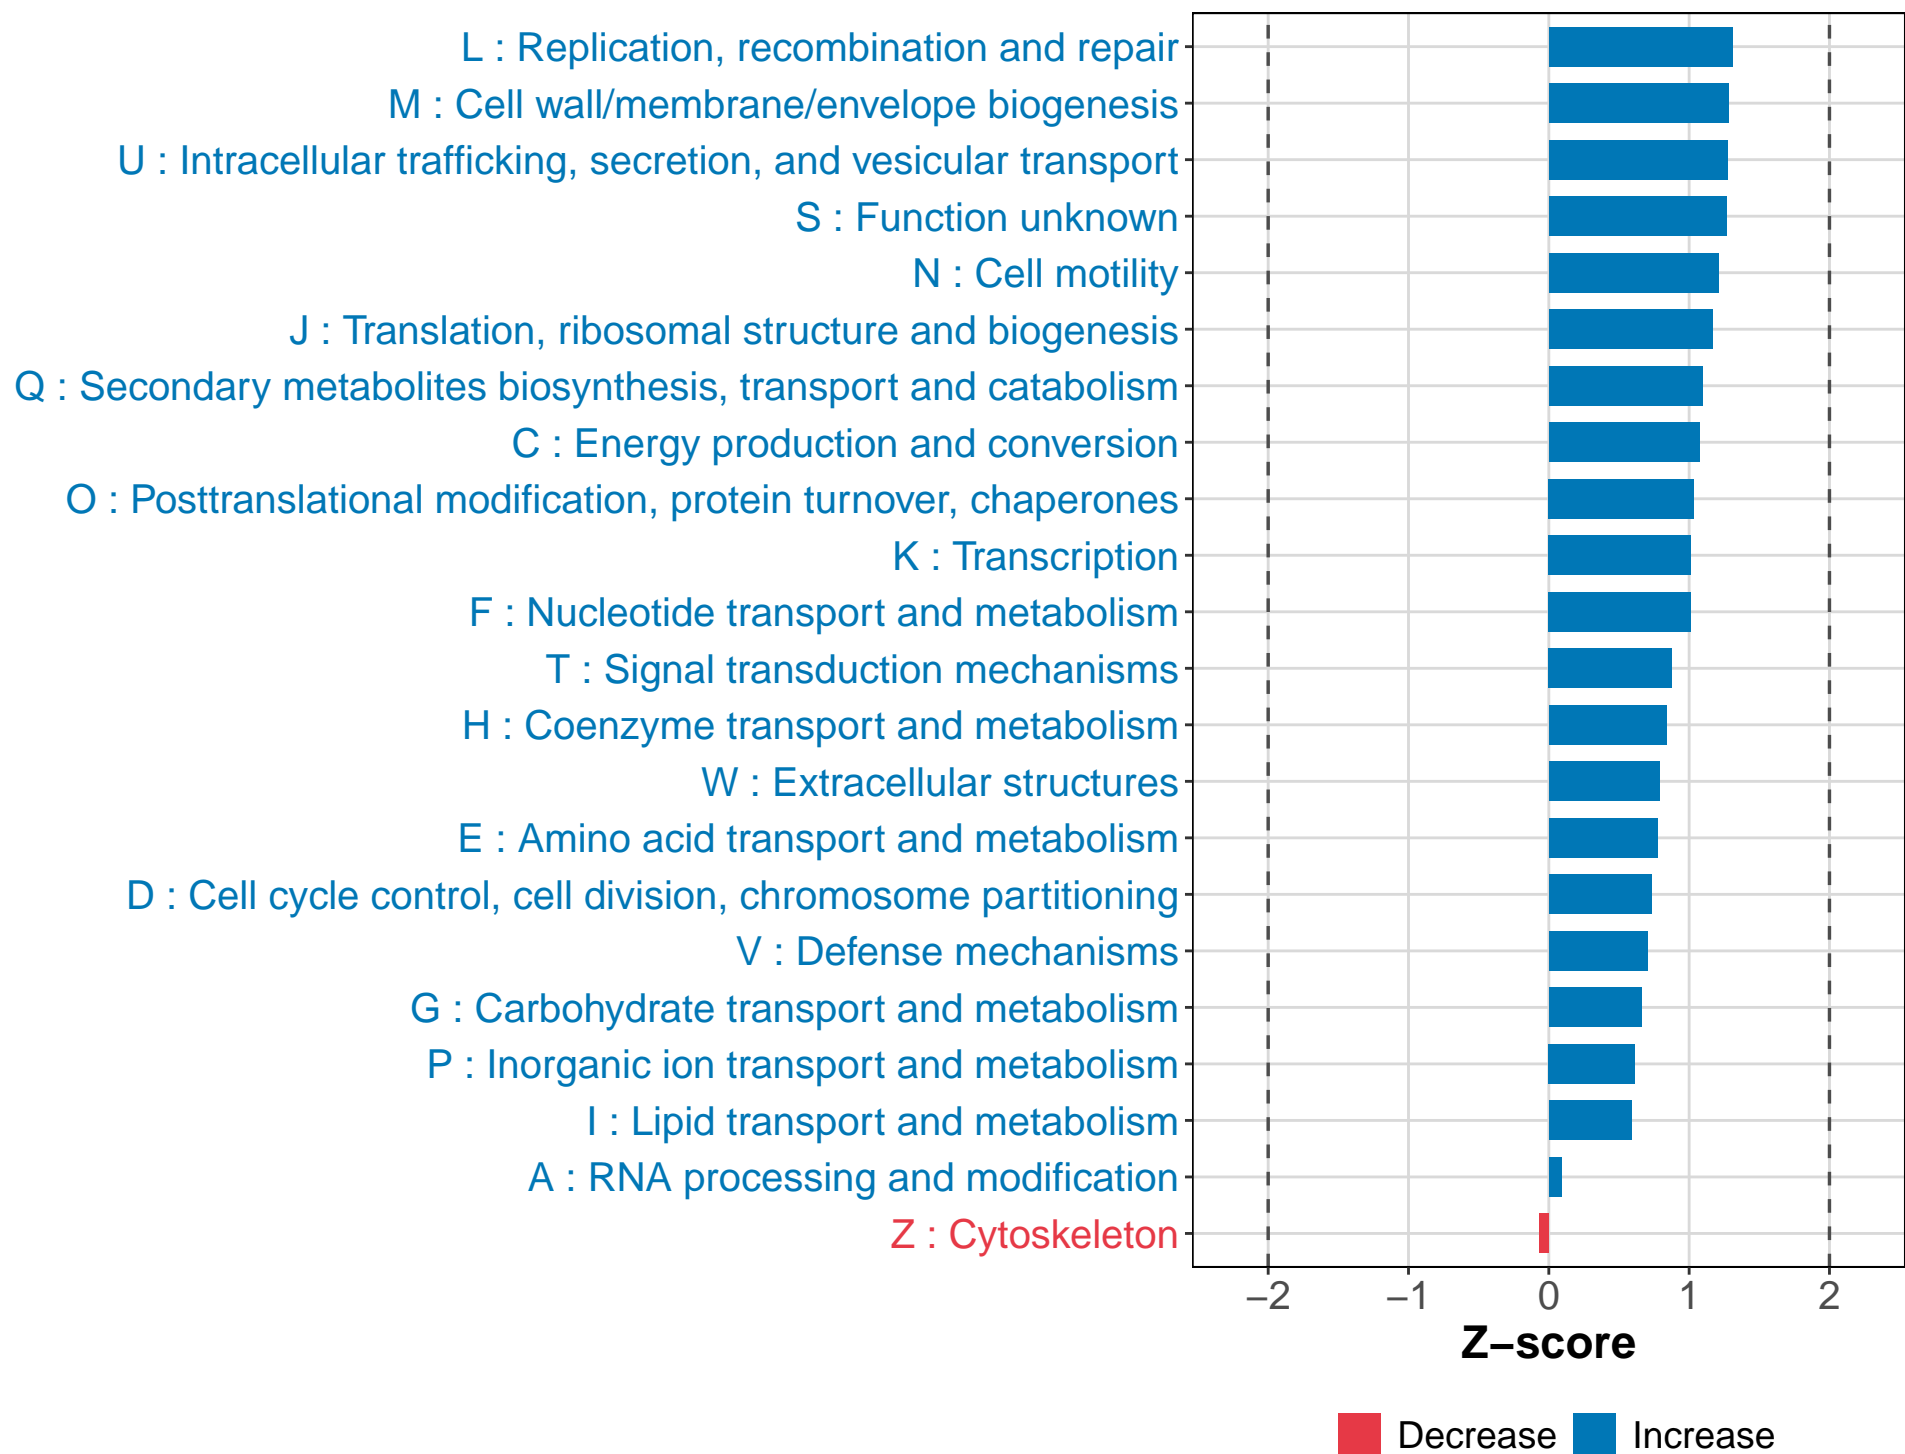 L : Replication, recombination and repair
M : Cell wall/membrane/envelope biogenesis
U : Intracellular trafficking, secretion, and vesicular transport
S : Function unknown
N : Cell motility
J : Translation, ribosomal structure and biogenesis
Q : Secondary metabolites biosynthesis, transport and catabolism
C : Energy production and conversion
O : Posttranslational modification, protein turnover, chaperones
K : Transcription
F : Nucleotide transport and metabolism
T : Signal transduction mechanisms
H : Coenzyme transport and metabolism
W : Extracellular structures
E : Amino acid transport and metabolism
D : Cell cycle control, cell division, chromosome partitioning
V : Defense mechanisms
G : Carbohydrate transport and metabolism
P : Inorganic ion transport and metabolism
I : Lipid transport and metabolism
A : RNA processing and modification
Z : Cytoskeleton
−2 −1 0 1 2
Z−score
Decrease Increase